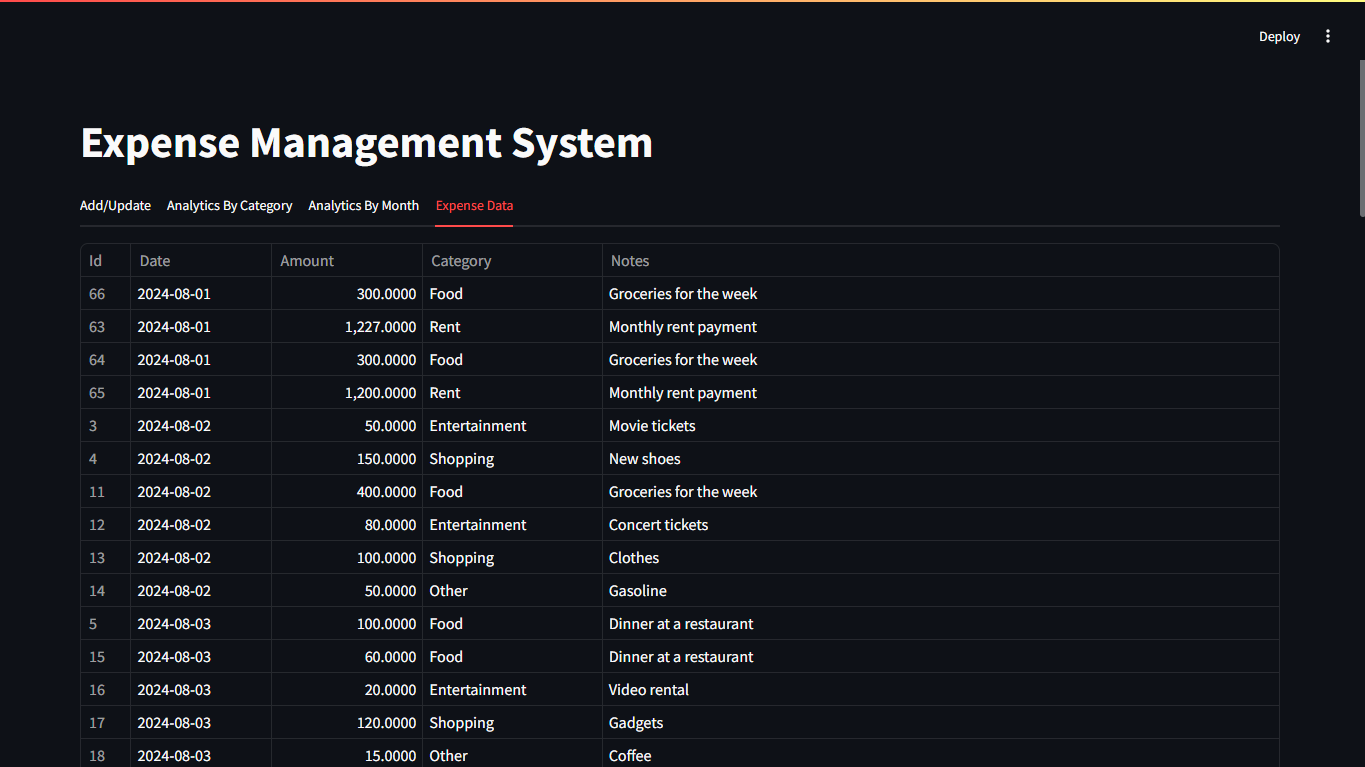 Deploy
Expense Management System
Add/Update Analytics By Category Analytics By Month Expense Data
Id Date Amount Category Notes
66 2024-08-01 300.0000 Food Groceries for the week
63 2024-08-01 1,227.0000 Rent Monthly rent payment
64 2024-08-01 300.0000 Food Groceries for the week
65 2024-08-01 1,200.0000 Rent Monthly rent payment
3 2024-08-02 50.0000 Entertainment Movie tickets
4 2024-08-02 150.0000 Shopping New shoes
11 2024-08-02 400.0000 Food Groceries for the week
12 2024-08-02 80.0000 Entertainment Concert tickets
13 2024-08-02 100.0000 Shopping Clothes
14 2024-08-02 50.0000 Other Gasoline
5 2024-08-03 100.0000 Food Dinner at a restaurant
15 2024-08-03 60.0000 Food Dinner at a restaurant
16 2024-08-03 20.0000 Entertainment Video rental
17 2024-08-03 120.0000 Shopping Gadgets
18 2024-08-03 15.0000 Other Coffee